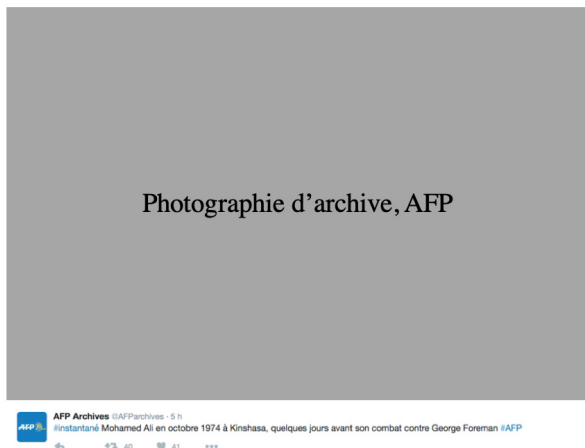 Photographie d'archive, AFP
AFP Archives @AFParchives · 5 h
#instantané Mohamed Ali en octobre 1974 à Kinshasa, quelques jours avant son combat contre George Foreman #AFP
AFP
40 41